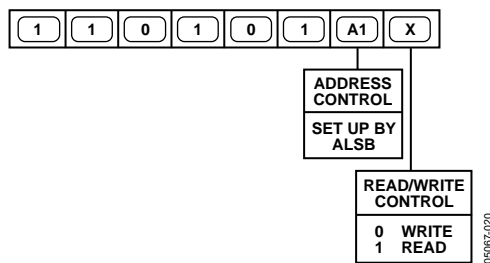 1 1 0 1 0 1 A1 X
ADDRESS
CONTROL
SET UP BY
ALSB
READ/WRITE
CONTROL
0 WRITE
1 READ
05067-020